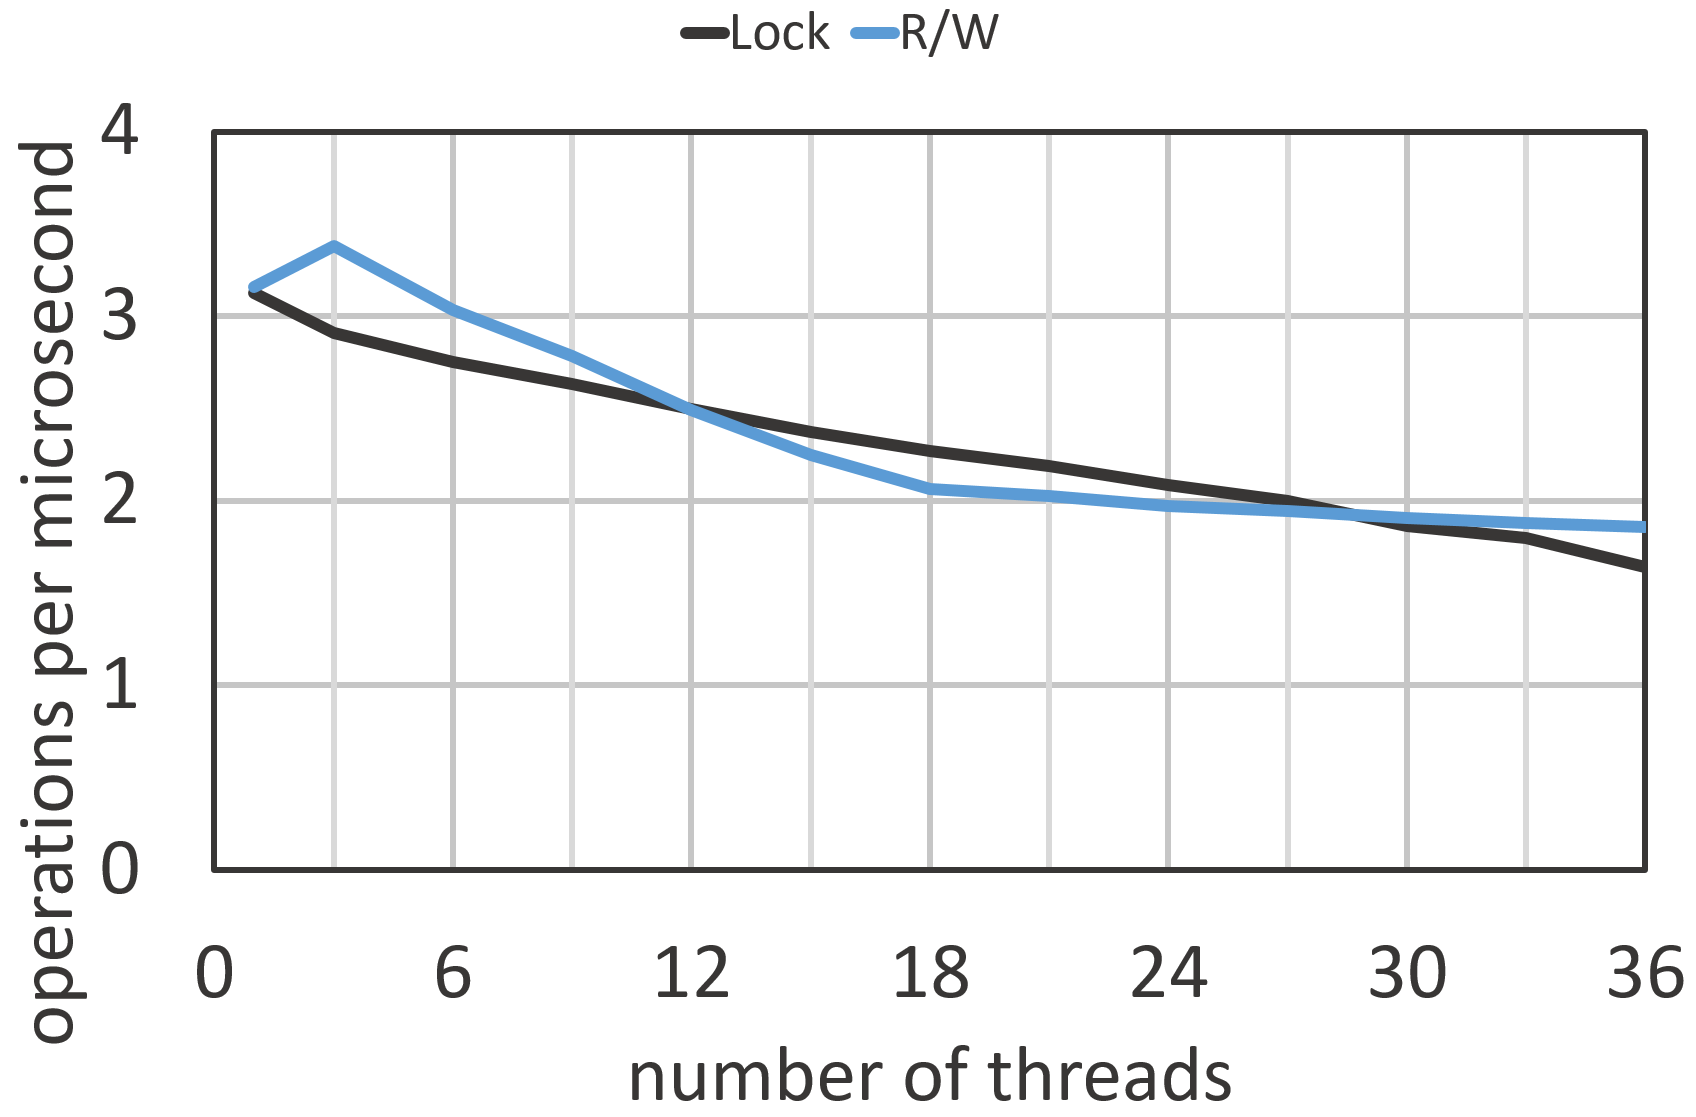 Lock R/W
operations per microsecond
4
3
2
1
0
0 6 12 18 24 30 36
number of threads